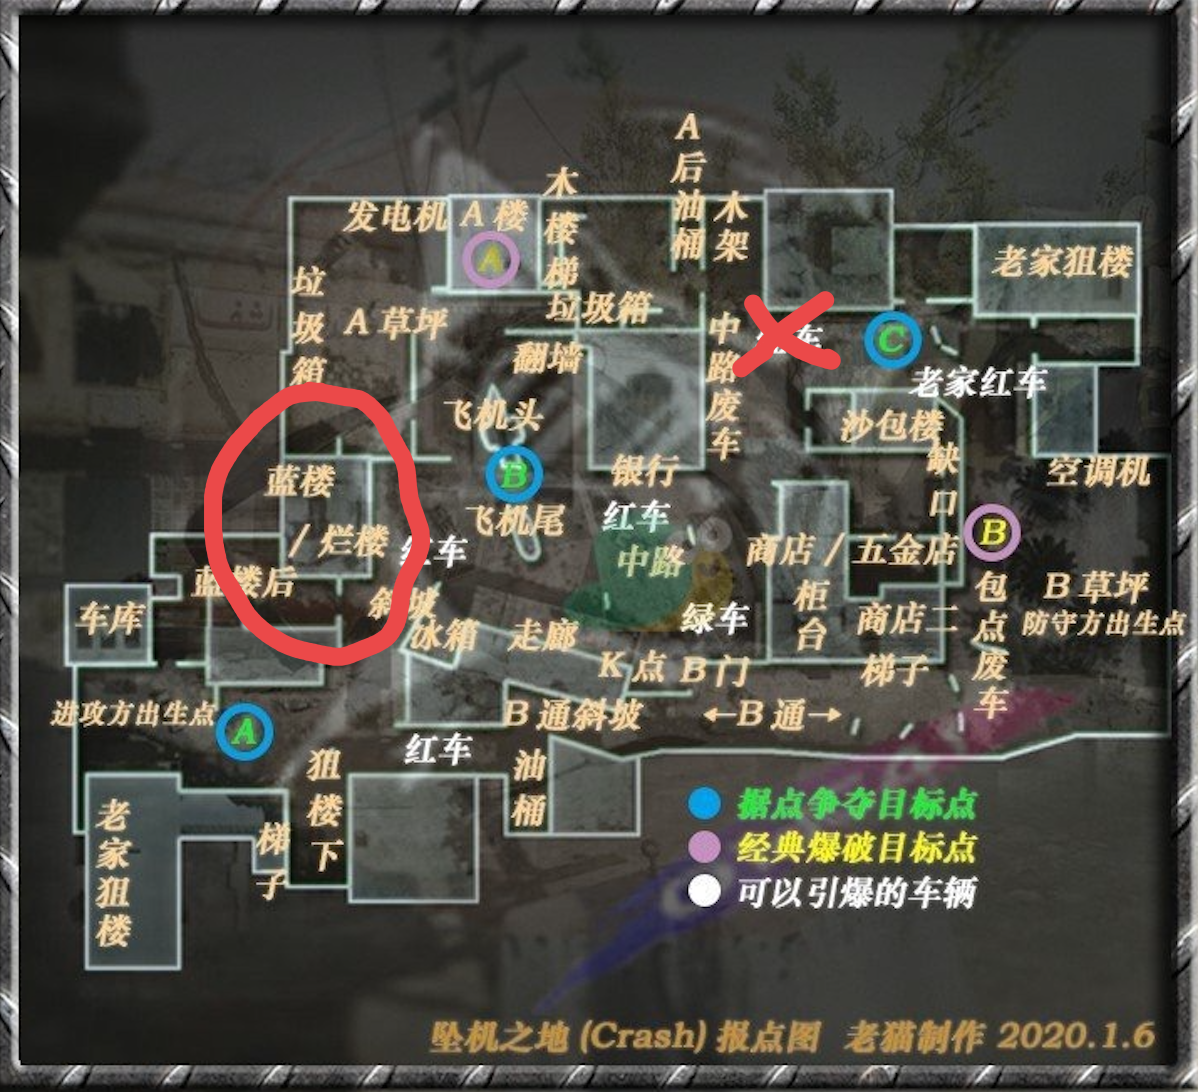 A后油桶
木楼梯
木架
发电机
A 楼
A
老家狙楼
垃圾箱
垃圾箱
A 草坪
中路废车
车
C
翻墙
老家红车
飞机头
沙包楼
缺口
银行
空调机
蓝楼
B
/ 烂楼
飞机尾
红车
红车
B
中路
商店 / 五金店
蓝楼后
斜坡
柜台
包点废车
B 草坪
车库
绿车
商店二
防守方出生点
冰箱
走廊
K 点
B 门
梯子
进攻方出生点
A
B 通斜坡
←B 通→
红车
狙楼下
油桶
老家狙楼
梯子
据点争夺目标点
经典爆破目标点
可以引爆的车辆
坠机之地 (Crash) 报点图 老猫制作 2020.1.6